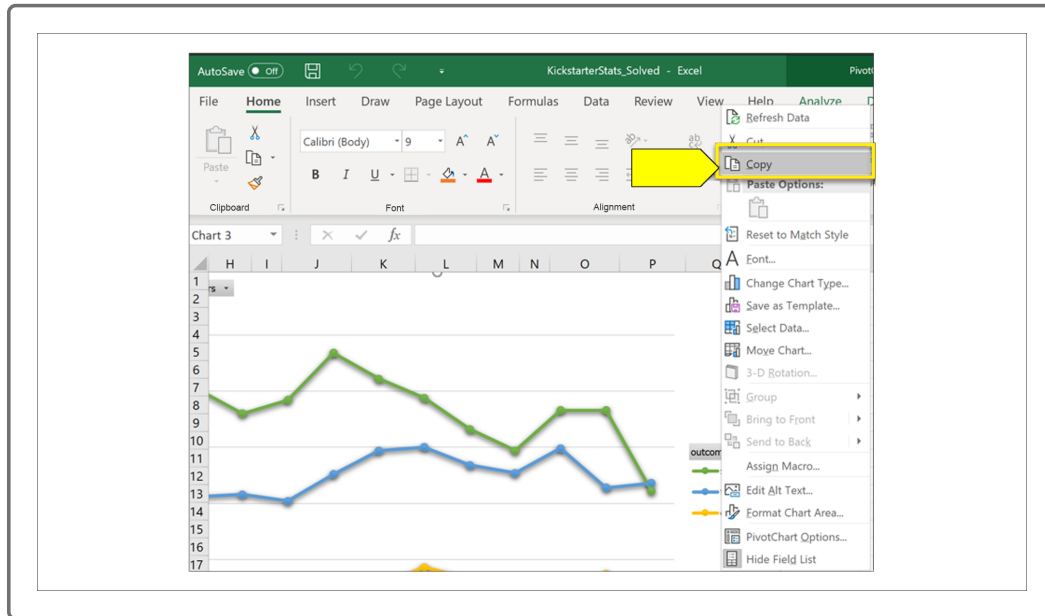 AutoSave Off KickstarterStats_Solved - Excel
File Home Insert Draw Page Layout Formulas Data Review View Help Analyze
Refresh Data
Cut
Calibri (Body) 9 A A ab
Copy
Paste
B I U A
Paste Options:
Clipboard Font Alignment
Chart 3 fx
Reset to Match Style
H I J K L M N O P Q
Font...
1
Change Chart Type...
2
Save as Template...
3
Select Data...
4
Move Chart...
5
3-D Rotation...
6
Group
7
Bring to Front
8
Send to Back
9
Assign Macro...
10
Edit Alt Text...
11
Format Chart Area...
12
PivotChart Options...
13
Hide Field List
14
15
16
17